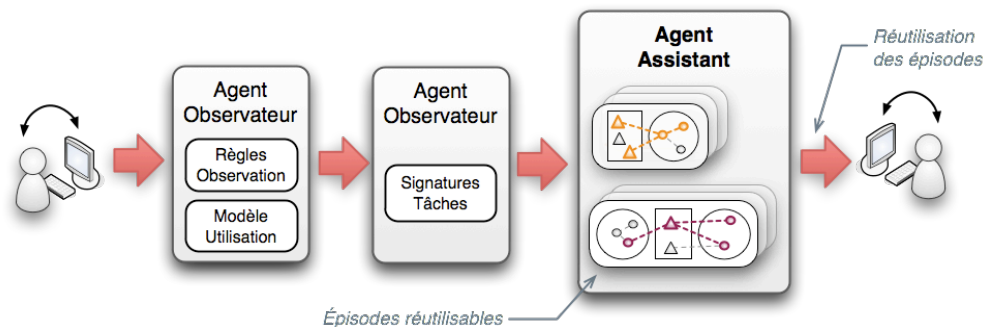 Agent
Observateur
Règles
Observation
Modèle
Utilisation
Agent
Observateur
Signatures
Tâches
Agent
Assistant
Réutilisation
des épisodes
Épisodes réutilisables